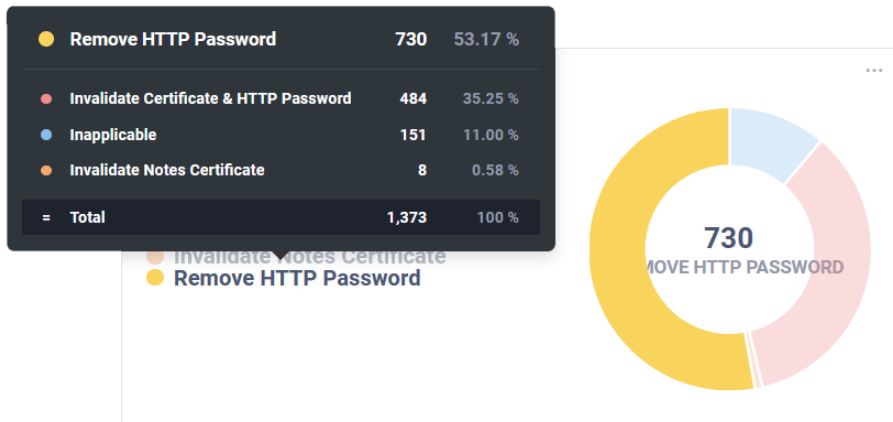 Remove HTTP Password 730 53.17 %
Invalidate Certificate & HTTP Password 484 35.25 %
Inapplicable 151 11.00 %
Invalidate Notes Certificate 8 0.58 %
= Total 1,373 100 %
Invalidate Notes Certificate
Remove HTTP Password
730
MOVE HTTP PASSWORD